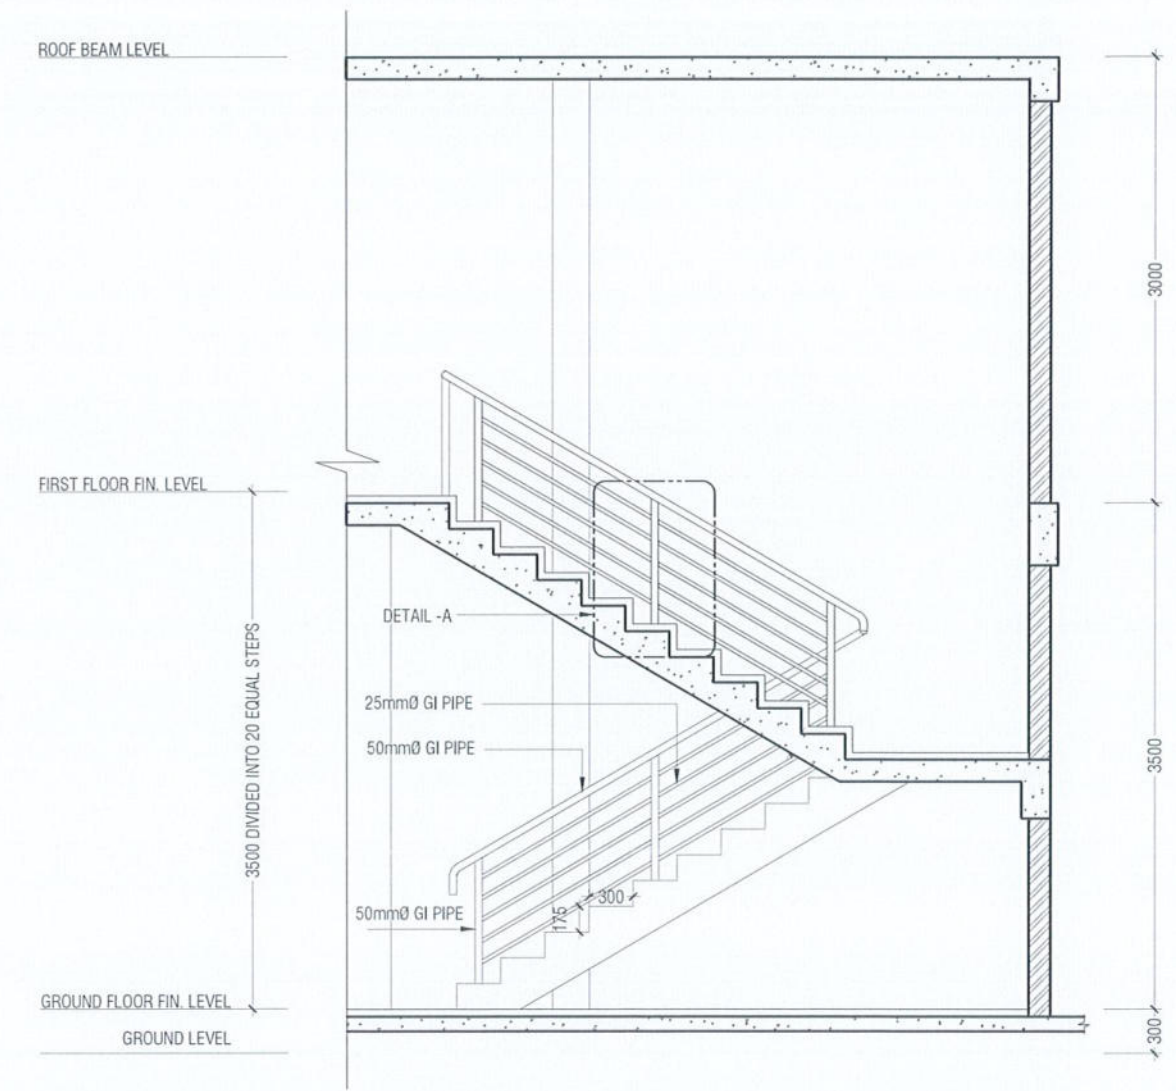 ROOF BEAM LEVEL
3000
FIRST FLOOR FIN. LEVEL
DETAIL -A
3500 DIVIDED INTO 20 EQUAL STEPS
25mmØ GI PIPE
50mmØ GI PIPE
3500
300
175
50mmØ GI PIPE
GROUND FLOOR FIN. LEVEL
GROUND LEVEL
300